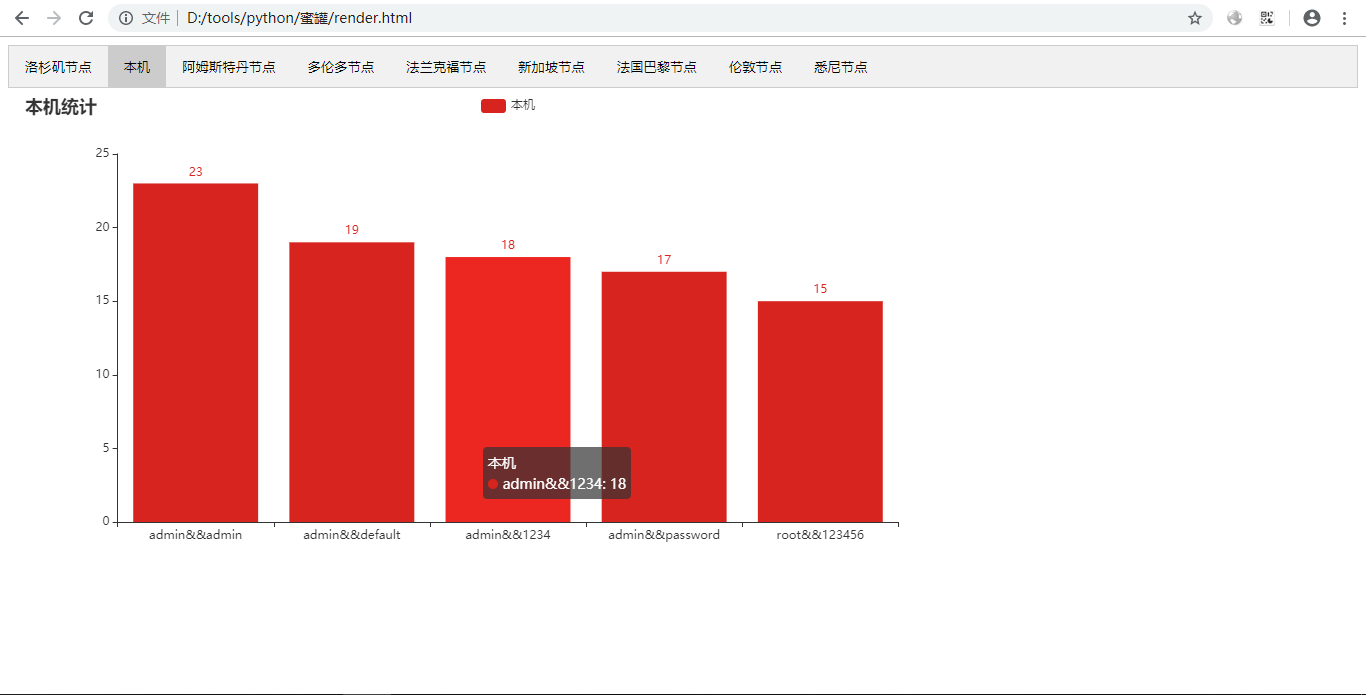 文件 D:/tools/python/蜜罐/render.html
洛杉矶节点 本机 阿姆斯特丹节点 多伦多节点 法兰克福节点 新加坡节点 法国巴黎节点 伦敦节点 悉尼节点
本机统计
本机
25
20
15
10
5
0
23
19
18
17
15
本机
admin&&1234: 18
admin&&admin admin&&default admin&&1234 admin&&password root&&123456